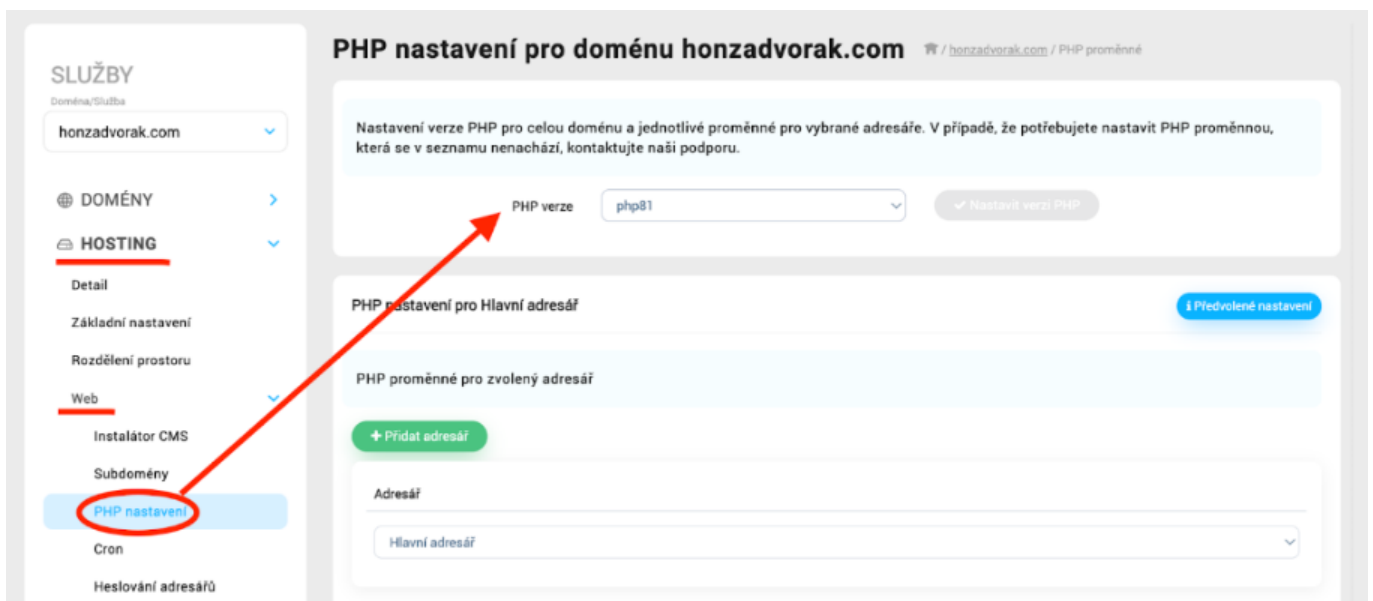 SLUŽBY
Doména/Služba
honzadvorak.com
DOMÉNY
HOSTING
Detail
Základní nastavení
Rozdělení prostoru
Web
Instalátor CMS
Subdomény
PHP nastavení
Cron
Heslování adresářů
PHP nastavení pro doménu honzadvorak.com
/ honzadvorak.com / PHP proměnné
Nastavení verze PHP pro celou doménu a jednotlivé proměnné pro vybrané adresáře. V případě, že potřebujete nastavit PHP proměnnou,
která se v seznamu nenachází, kontaktujte naši podporu.
PHP verze
php81
Nastavit verzi PHP
PHP nastavení pro Hlavní adresář
i Předvolené nastavení
PHP proměnné pro zvolený adresář
+ Přidat adresář
Adresář
Hlavní adresář